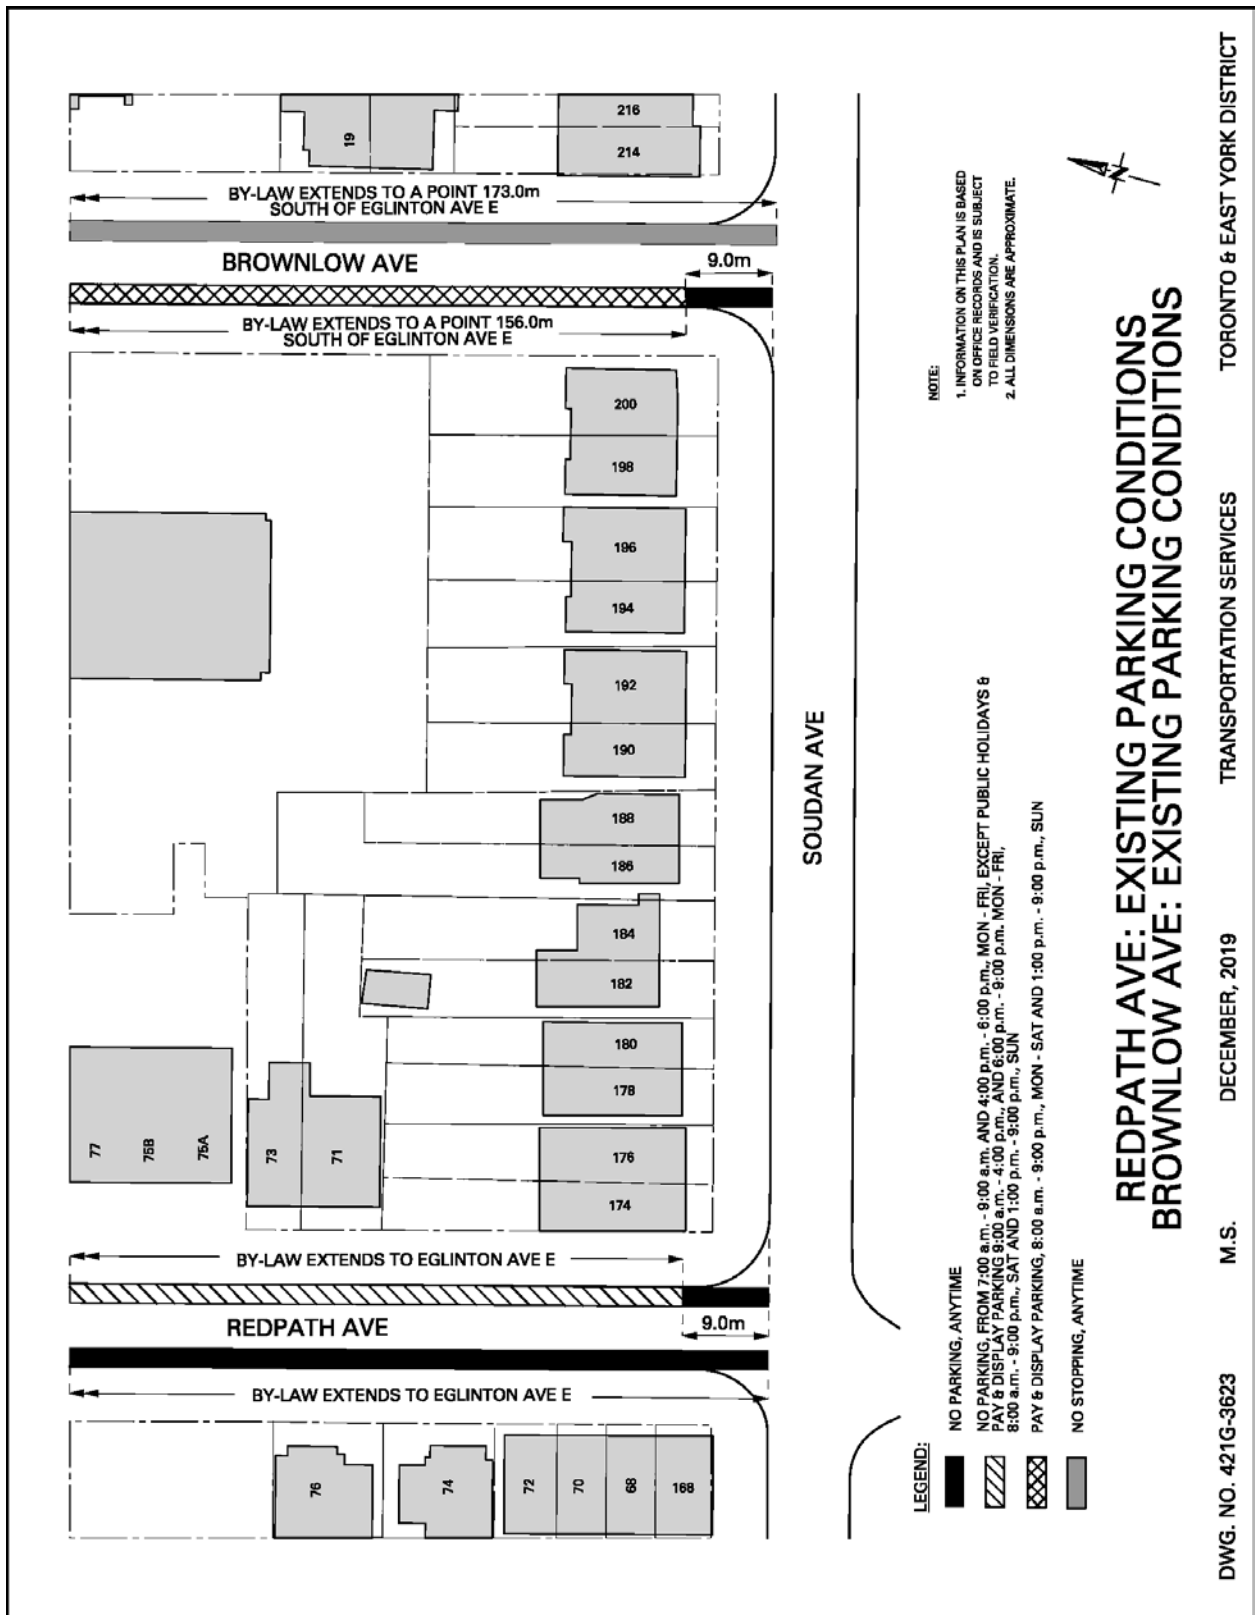 19
216
214
BY-LAW EXTENDS TO A POINT 173.0m
SOUTH OF EGLINTON AVE E
BROWNLOW AVE
9.0m
BY-LAW EXTENDS TO A POINT 156.0m
SOUTH OF EGLINTON AVE E
200
198
196
194
192
190
188
186
184
182
180
178
176
174
77
75B
75A
73
71
SOUDAN AVE
BY-LAW EXTENDS TO EGLINTON AVE E
REDPATH AVE
9.0m
BY-LAW EXTENDS TO EGLINTON AVE E
76
74
72
70
68
168
N
NOTE:
1. INFORMATION ON THIS PLAN IS BASED
ON OFFICE RECORDS AND IS SUBJECT
TO FIELD VERIFICATION.
2. ALL DIMENSIONS ARE APPROXIMATE.
LEGEND:
NO PARKING, ANYTIME
NO PARKING, FROM 7:00 a.m. - 9:00 a.m. AND 4:00 p.m. - 6:00 p.m., MON - FRI, EXCEPT PUBLIC HOLIDAYS &
PAY & DISPLAY PARKING 9:00 a.m. - 4:00 p.m., AND 6:00 p.m. - 9:00 p.m. MON - FRI,
8:00 a.m. - 9:00 p.m., SAT AND 1:00 p.m. - 9:00 p.m., SUN
PAY & DISPLAY PARKING, 8:00 a.m. - 9:00 p.m., MON - SAT AND 1:00 p.m. - 9:00 p.m., SUN
NO STOPPING, ANYTIME
REDPATH AVE: EXISTING PARKING CONDITIONS
BROWNLOW AVE: EXISTING PARKING CONDITIONS
DWG. NO. 421G-3623 M.S. DECEMBER, 2019 TRANSPORTATION SERVICES TORONTO & EAST YORK DISTRICT